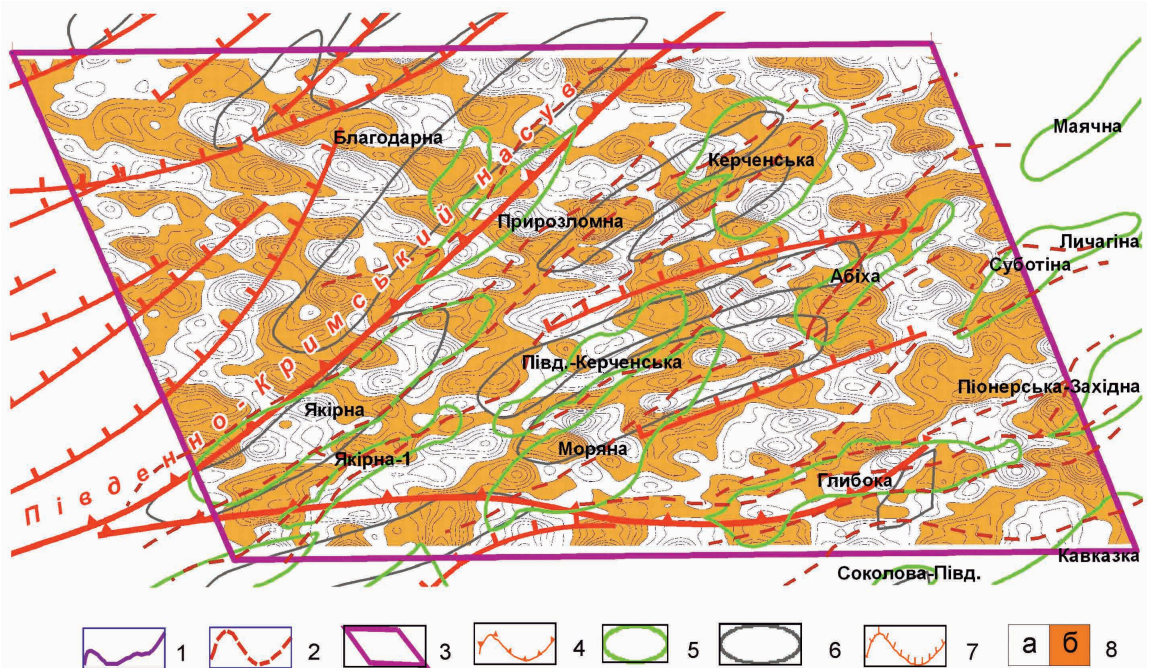 Благодарна
Маячна
Керченська
Прирозломна
Личагіна
Суботіна
Абіха
Півд.-Керченська
Піонерська-Західна
Якірна
Моряна
Якірна-1
Глибока
Південно-Кримський насув
Кавказка
Соколова-Півд.
1 2 3 4 5 6 7 а б 8